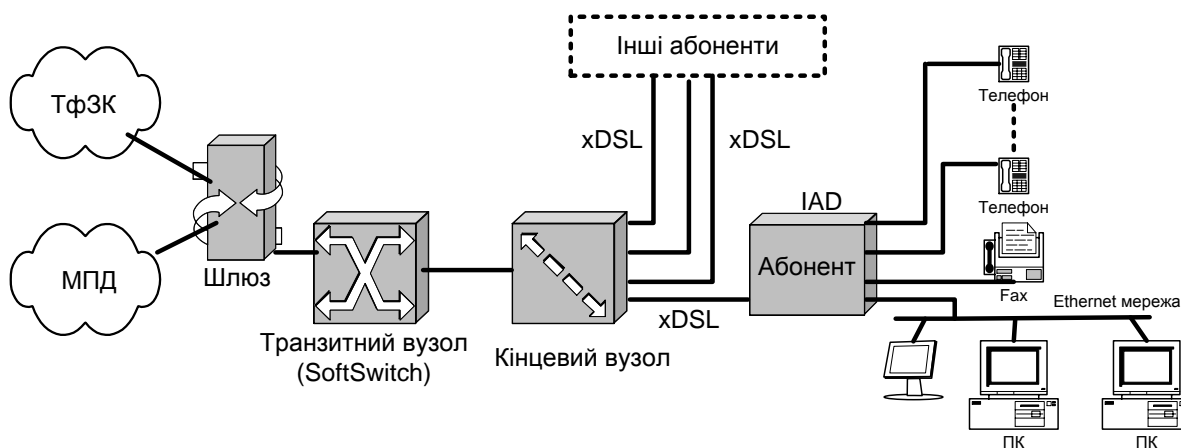 Інші абоненти
ТфЗК
Телефон
xDSL
xDSL
IAD
Телефон
МПД
Шлюз
Абонент
Fax
Ethernet мережа
xDSL
Транзитний вузол
(SoftSwitch)
Кінцевий вузол
ПК
ПК